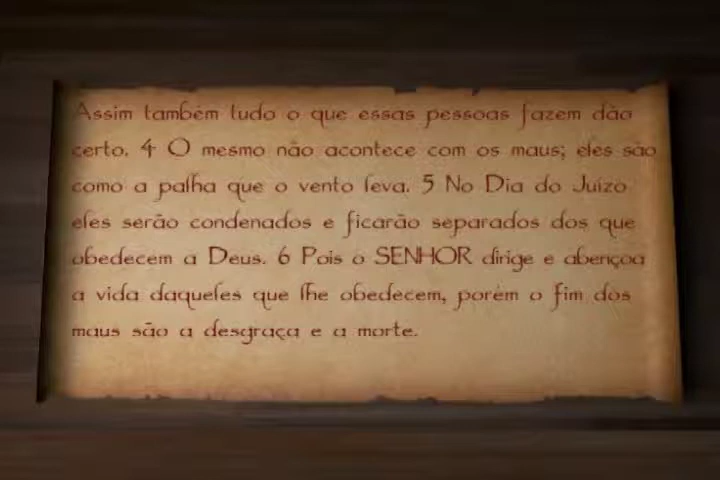 Assim também tudo o que essas pessoas fazem dão
certo. 4 O mesmo não acontece com os maus; eles são
como a palha que o vento leva. 5 No Dia do Juízo
eles serão condenados e ficarão separados dos que
obedecem a Deus. 6 Pois o SENHOR dirige e abençoa
a vida daqueles que lhe obedecem, porém o fim dos
maus são a desgraça e a morte.